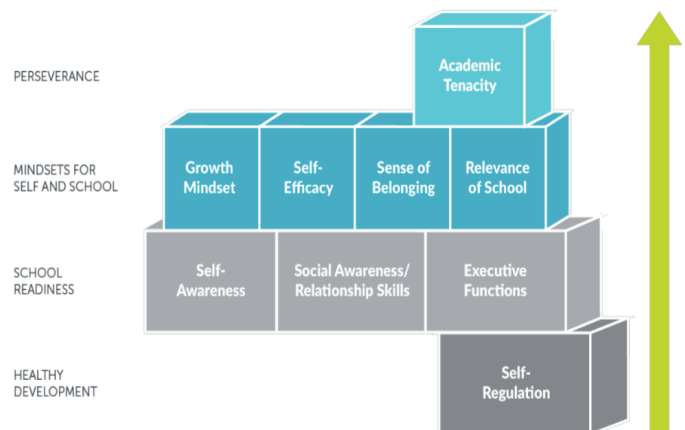 PERSEVERANCE
Academic
Tenacity
MINDSETS FOR
SELF AND SCHOOL
Growth
Mindset
Self-
Efficacy
Sense of
Belonging
Relevance
of School
SCHOOL
READINESS
Self-
Awareness
Social Awareness/
Relationship Skills
Executive
Functions
HEALTHY
DEVELOPMENT
Self-
Regulation